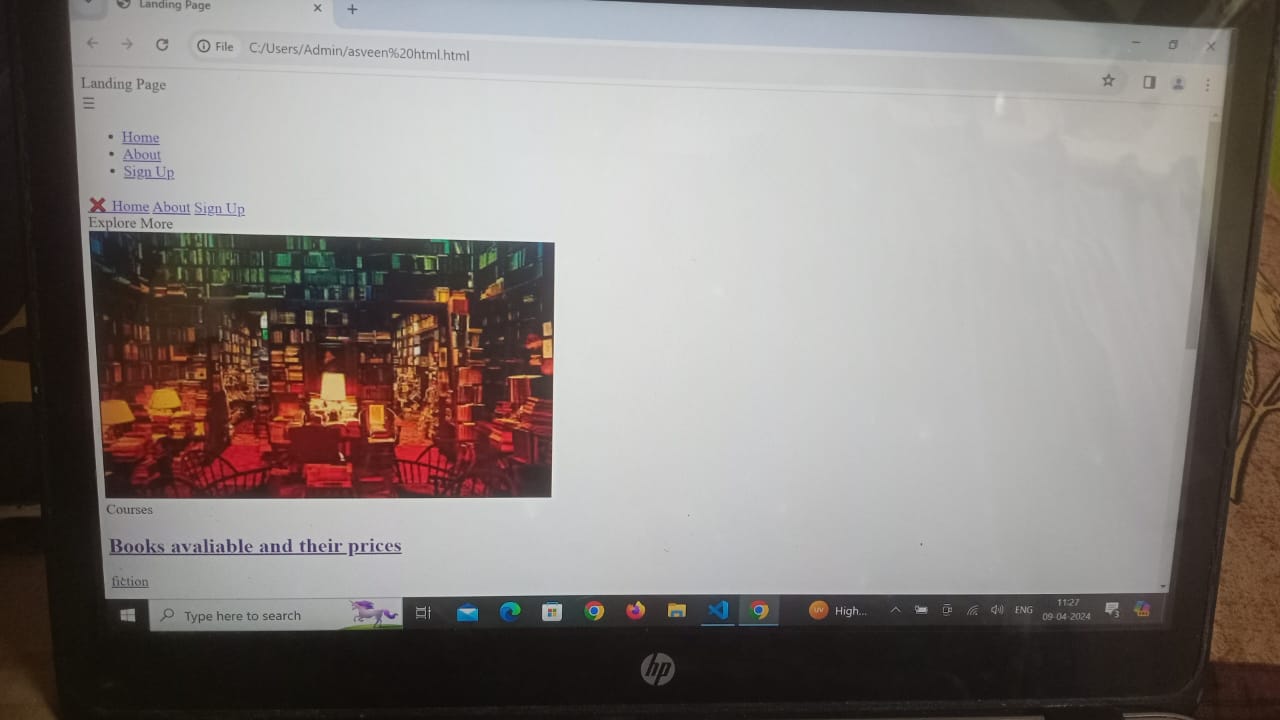 Landing Page
File C:/Users/Admin/asveen%20html.html
Landing Page
Home
About
Sign Up
Home About Sign Up
Explore More
Courses
Books avaliable and their prices
fiction
Type here to search
UV High... ENG 11:27
09-04-2024
3
hp